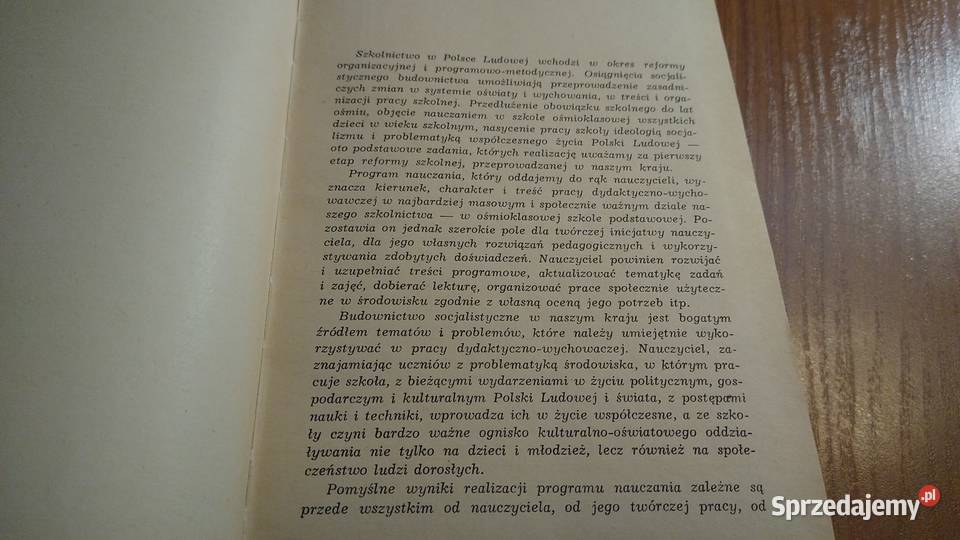 Szkolnictwo w Polsce Ludowej wchodzi w okres reformy
organizacyjnej i programowo-metodycznej. Osiągnięcia socjali-
stycznego budownictwa umożliwiają przeprowadzenie zasadni-
czych zmian w systemie oświaty i wychowania, w treści i orga-
nizacji pracy szkolnej. Przedłużenie obowiązku szkolnego do lat
ośmiu, objęcie nauczaniem w szkole ośmioklasowej wszystkich
dzieci w wieku szkolnym, nasycenie pracy szkoły ideologią socja-
lizmu i problematyką współczesnego życia Polski Ludowej —
oto podstawowe zadania, których realizację uważamy za pierwszy
etap reformy szkolnej, przeprowadzanej w naszym kraju.
Program nauczania, który oddajemy do rąk nauczycieli, wy-
znacza kierunek, charakter i treść pracy dydaktyczno-wycho-
wawczej w najbardziej masowym i społecznie ważnym dziale na-
szego szkolnictwa — w ośmioklasowej szkole podstawowej. Po-
zostawia on jednak szerokie pole dla twórczej inicjatwy nauczy-
ciela, dla jego własnych rozwiązań pedagogicznych i wykorzy-
stywania zdobytych doświadczeń. Nauczyciel powinien rozwijać
i uzupełniać treści programowe, aktualizować tematykę zadań
i zajęć, dobierać lekturę, organizować prace społecznie użytecz-
ne w środowisku zgodnie z własną oceną jego potrzeb itp.
Budownictwo socjalistyczne w naszym kraju jest bogatym
źródłem tematów i problemów, które należy umiejętnie wyko-
rzystywać w pracy dydaktyczno-wychowaczej. Nauczyciel, za-
znajamiając uczniów z problematyką środowiska, w którym pra-
cuje szkoła, z bieżącymi wydarzeniami w życiu politycznym, gos-
podarczym i kulturalnym Polski Ludowej i świata, z postępami
nauki i techniki, wprowadza ich w życie współczesne, a ze szko-
ły czyni bardzo ważne ognisko kulturalno-oświatowego oddzia-
ływania nie tylko na dzieci i młodzież, lecz również na społe-
czeństwo ludzi dorosłych.
Pomyślne wyniki realizacji programu nauczania zależne są
przede wszystkim od nauczyciela, od jego twórczej pracy, od
Sprzedajemy.pl